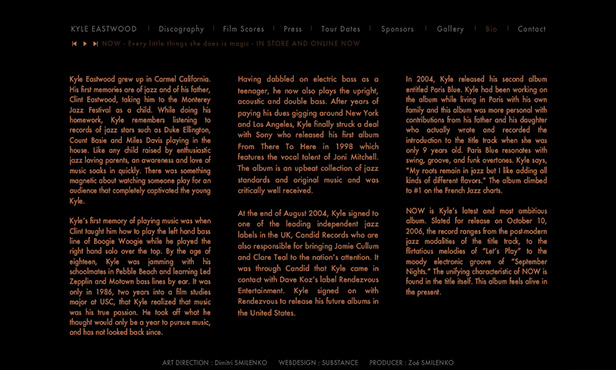 KYLE EASTWOOD | Discography | Film Scores | Press | Tour Dates | Sponsors | Gallery | Bio | Contact
NOW - Every little things she does is magic - IN STORE AND ONLINE NOW
Kyle Eastwood grew up in Carmel California.
His first memories are of jazz and of his father,
Clint Eastwood, taking him to the Monterey
Jazz Festival as a child. While doing his
homework, Kyle remembers listening to
records of jazz stars such as Duke Ellington,
Count Basie and Miles Davis playing in the
house. Like any child raised by enthusiastic
jazz loving parents, an awareness and love of
music soaks in quickly. There was something
magnetic about watching someone play for an
audience that completely captivated the young
Kyle.
Kyle's first memory of playing music was when
Clint taught him how to play the left hand bass
line of Boogie Woogie while he played the
right hand solo over the top. By the age of
eighteen, Kyle was jamming with his
schoolmates in Pebble Beach and learning Led
Zepplin and Motown bass lines by ear. It was
only in 1986, two years into a film studies
major at USC, that Kyle realized that music
was his true passion. He took off what he
thought would only be a year to pursue music,
and has not looked back since.
Having dabbled on electric bass as a
teenager, he now also plays the upright,
acoustic and double bass. After years of
paying his dues gigging around New York
and Los Angeles, Kyle finally struck a deal
with Sony who released his first album
From There To Here in 1998 which
features the vocal talent of Joni Mitchell.
The album is an upbeat collection of jazz
standards and original music and was
critically well received.
At the end of August 2004, Kyle signed to
one of the leading independent jazz
labels in the UK, Candid Records who are
also responsible for bringing Jamie Cullum
and Clare Teal to the nation's attention. It
was through Candid that Kyle came in
contact with Dave Koz's label Rendezvous
Entertainment. Kyle signed on with
Rendezvous to release his future albums in
the United States.
In 2004, Kyle released his second album
entitled Paris Blue. Kyle had been working on
the album while living in Paris with his own
family and this album was more personal with
contributions from his father and his daughter
who actually wrote and recorded the
introduction to the title track when she was
only 9 years old. Paris Blue resonates with
swing, groove, and funk overtones. Kyle says,
"My roots remain in jazz but I like adding all
kinds of different flavors." The album climbed
to #1 on the French Jazz charts.
NOW is Kyle's latest and most ambitious
album. Slated for release on October 10,
2006, the record ranges from the post-modern
jazz modalities of the title track, to the
flirtatious melodies of "Let's Play" to the
moody electronic groove of "September
Nights." The unifying characteristic of NOW is
found in the title itself. This album feels alive in
the present.
ART DIRECTION : Dimitri SMILENKO WEBDESIGN : SUBSTANCE PRODUCER : Zoé SMILENKO